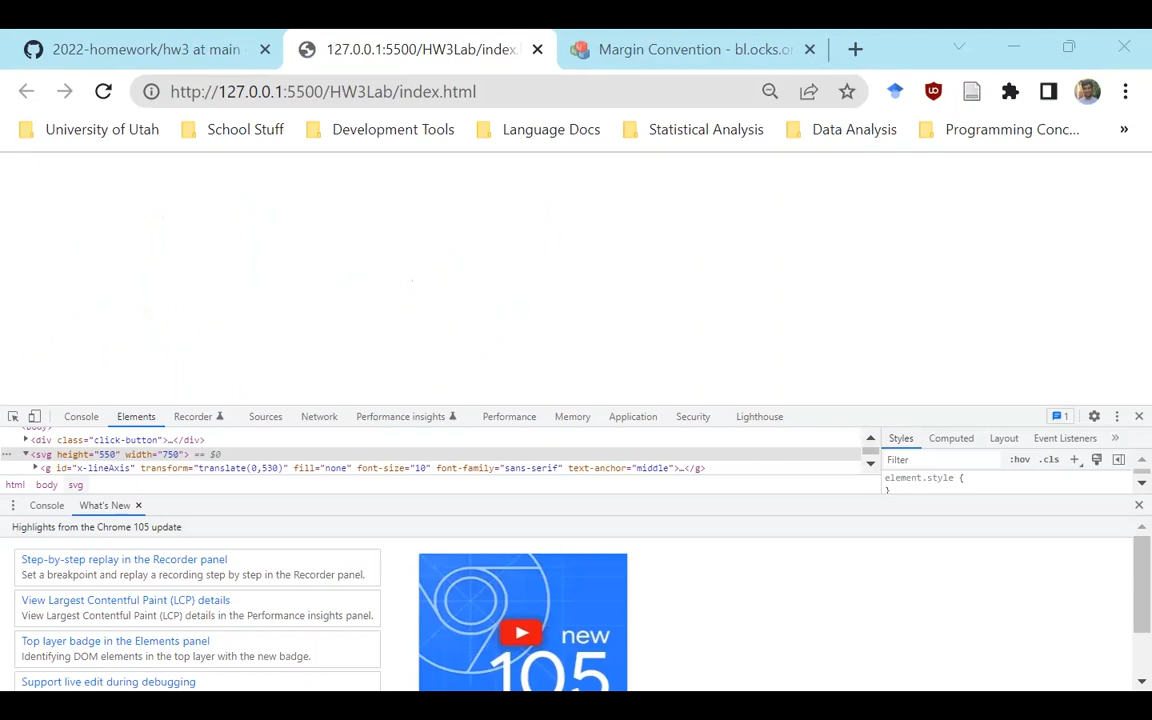 2022-homework/hw3 at main
127.0.0.1:5500/HW3Lab/index.
Margin Convention - bl.ocks.or
http://127.0.0.1:5500/HW3Lab/index.html
University of Utah
School Stuff
Development Tools
Language Docs
Statistical Analysis
Data Analysis
Programming Conc...
»
Console
Elements
Recorder
Sources
Network
Performance insights
Performance
Memory
Application
Security
Lighthouse
1
<body>
<div class="click-button">…</div>
<svg height="550" width="750"> == $0
<g id="x-lineAxis" transform="translate(0,530)" fill="none" font-size="10" font-family="sans-serif" text-anchor="middle">…</g>
html body svg
Styles
Computed
Layout
Event Listeners
»
Filter
:hov .cls +
element.style {
}
Console
What's New
Highlights from the Chrome 105 update
Step-by-step replay in the Recorder panel
Set a breakpoint and replay a recording step by step in the Recorder panel.
View Largest Contentful Paint (LCP) details
View Largest Contentful Paint (LCP) details in the Performance insights panel.
Top layer badge in the Elements panel
Identifying DOM elements in the top layer with the new badge.
Support live edit during debugging
new
105